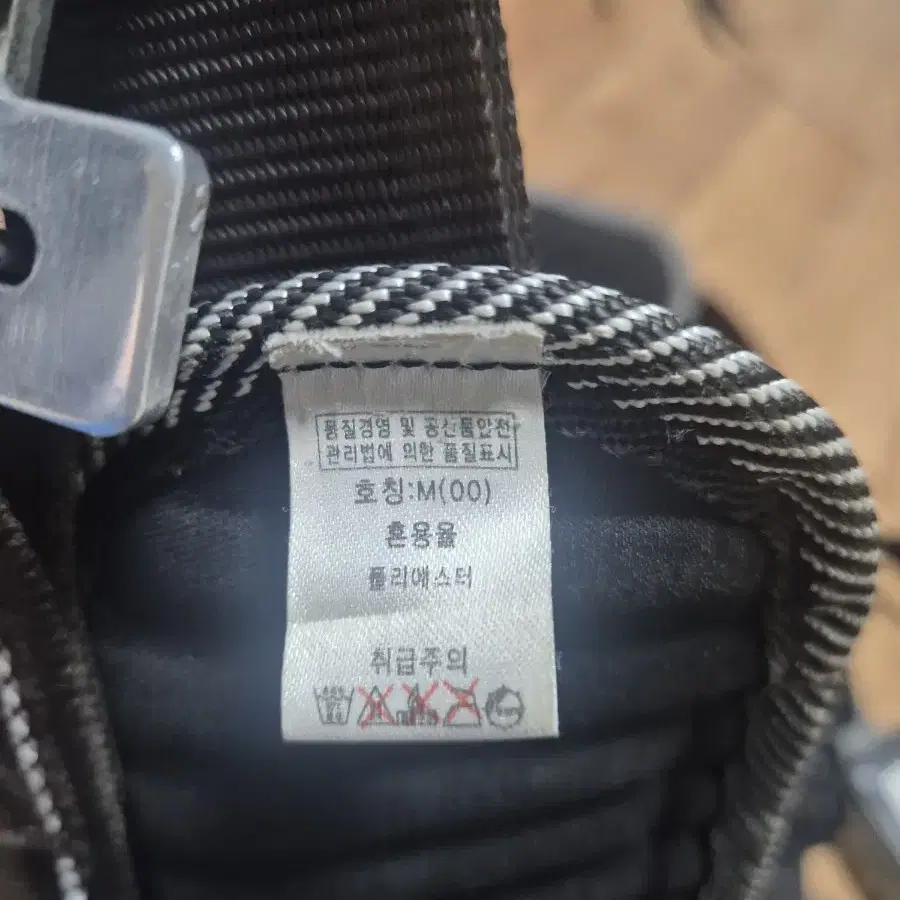 품질경영 및 공산품안전
관리법에 의한 품질표시
호칭:M(00)
혼용율
폴리에스터
취급주의